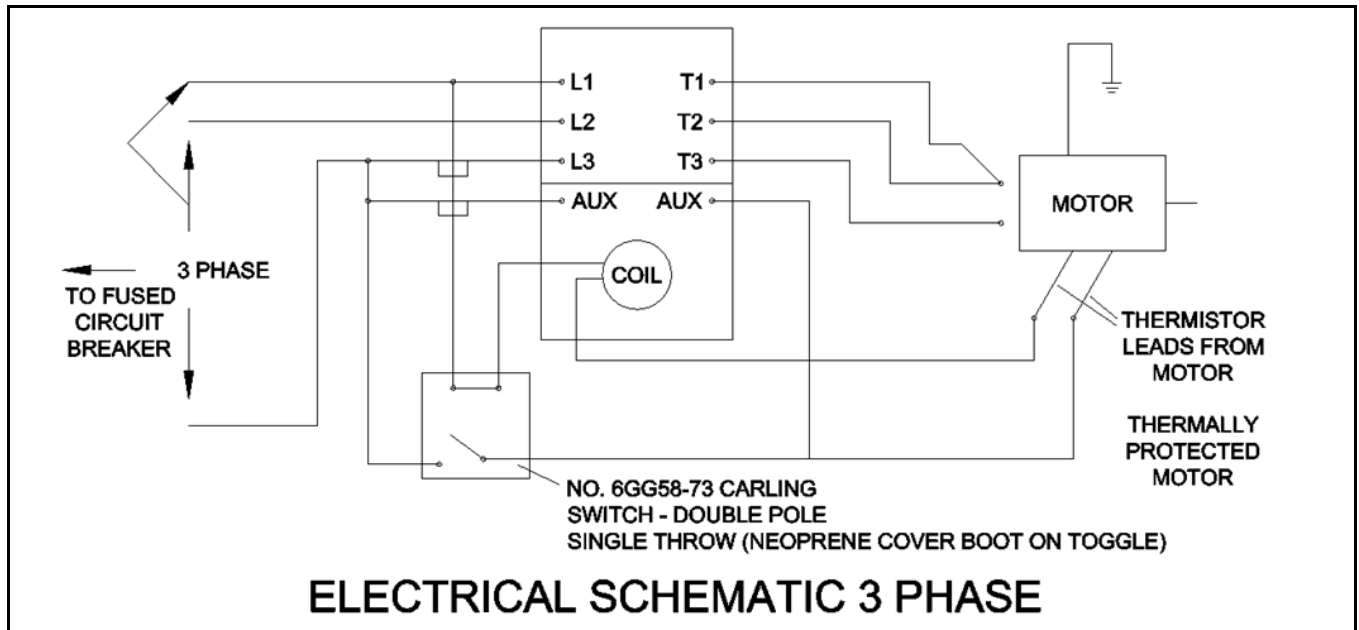 L1 T1
L2 T2
L3 T3
AUX AUX
COIL
MOTOR
3 PHASE
TO FUSED
CIRCUIT
BREAKER
THERMISTOR
LEADS FROM
MOTOR
THERMALLY
PROTECTED
MOTOR
NO. 6GG58-73 CARLING
SWITCH - DOUBLE POLE
SINGLE THROW (NEOPRENE COVER BOOT ON TOGGLE)
ELECTRICAL SCHEMATIC 3 PHASE